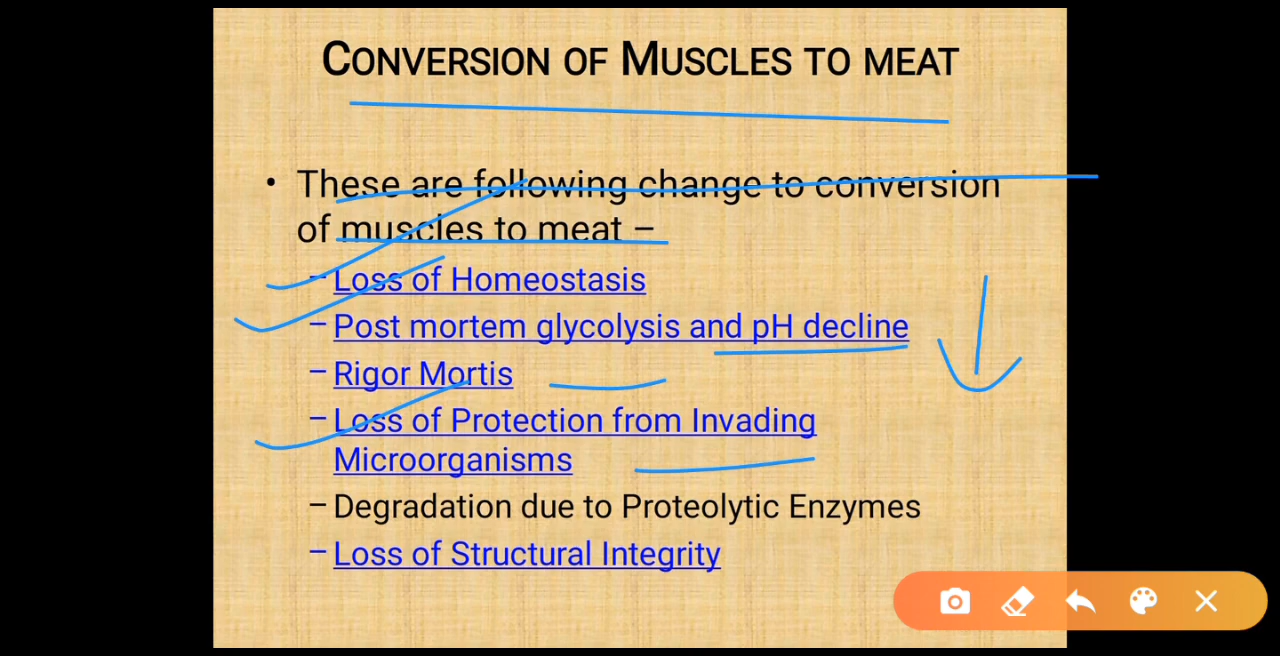 CONVERSION OF MUSCLES TO MEAT
• These are following change to conversion
of muscles to meat –
– Loss of Homeostasis
– Post mortem glycolysis and pH decline
– Rigor Mortis
– Loss of Protection from Invading
Microorganisms
– Degradation due to Proteolytic Enzymes
– Loss of Structural Integrity